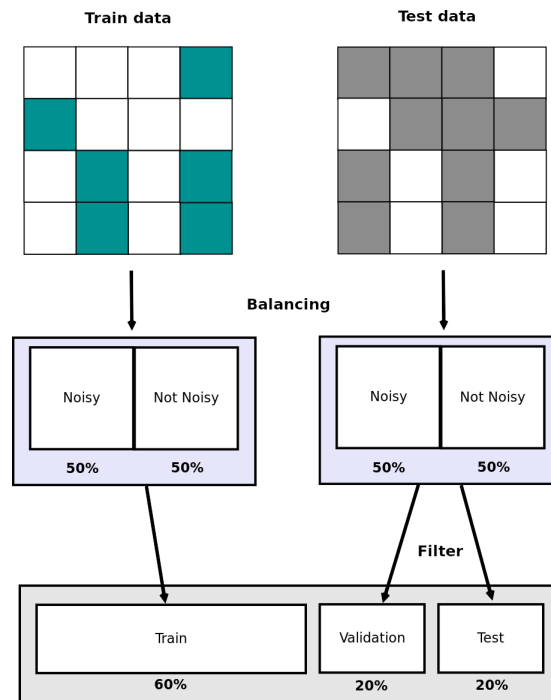 Train data
Test data
Balancing
Noisy
Not Noisy
Noisy
Not Noisy
50%
50%
50%
50%
Filter
Train
Validation
Test
60%
20%
20%